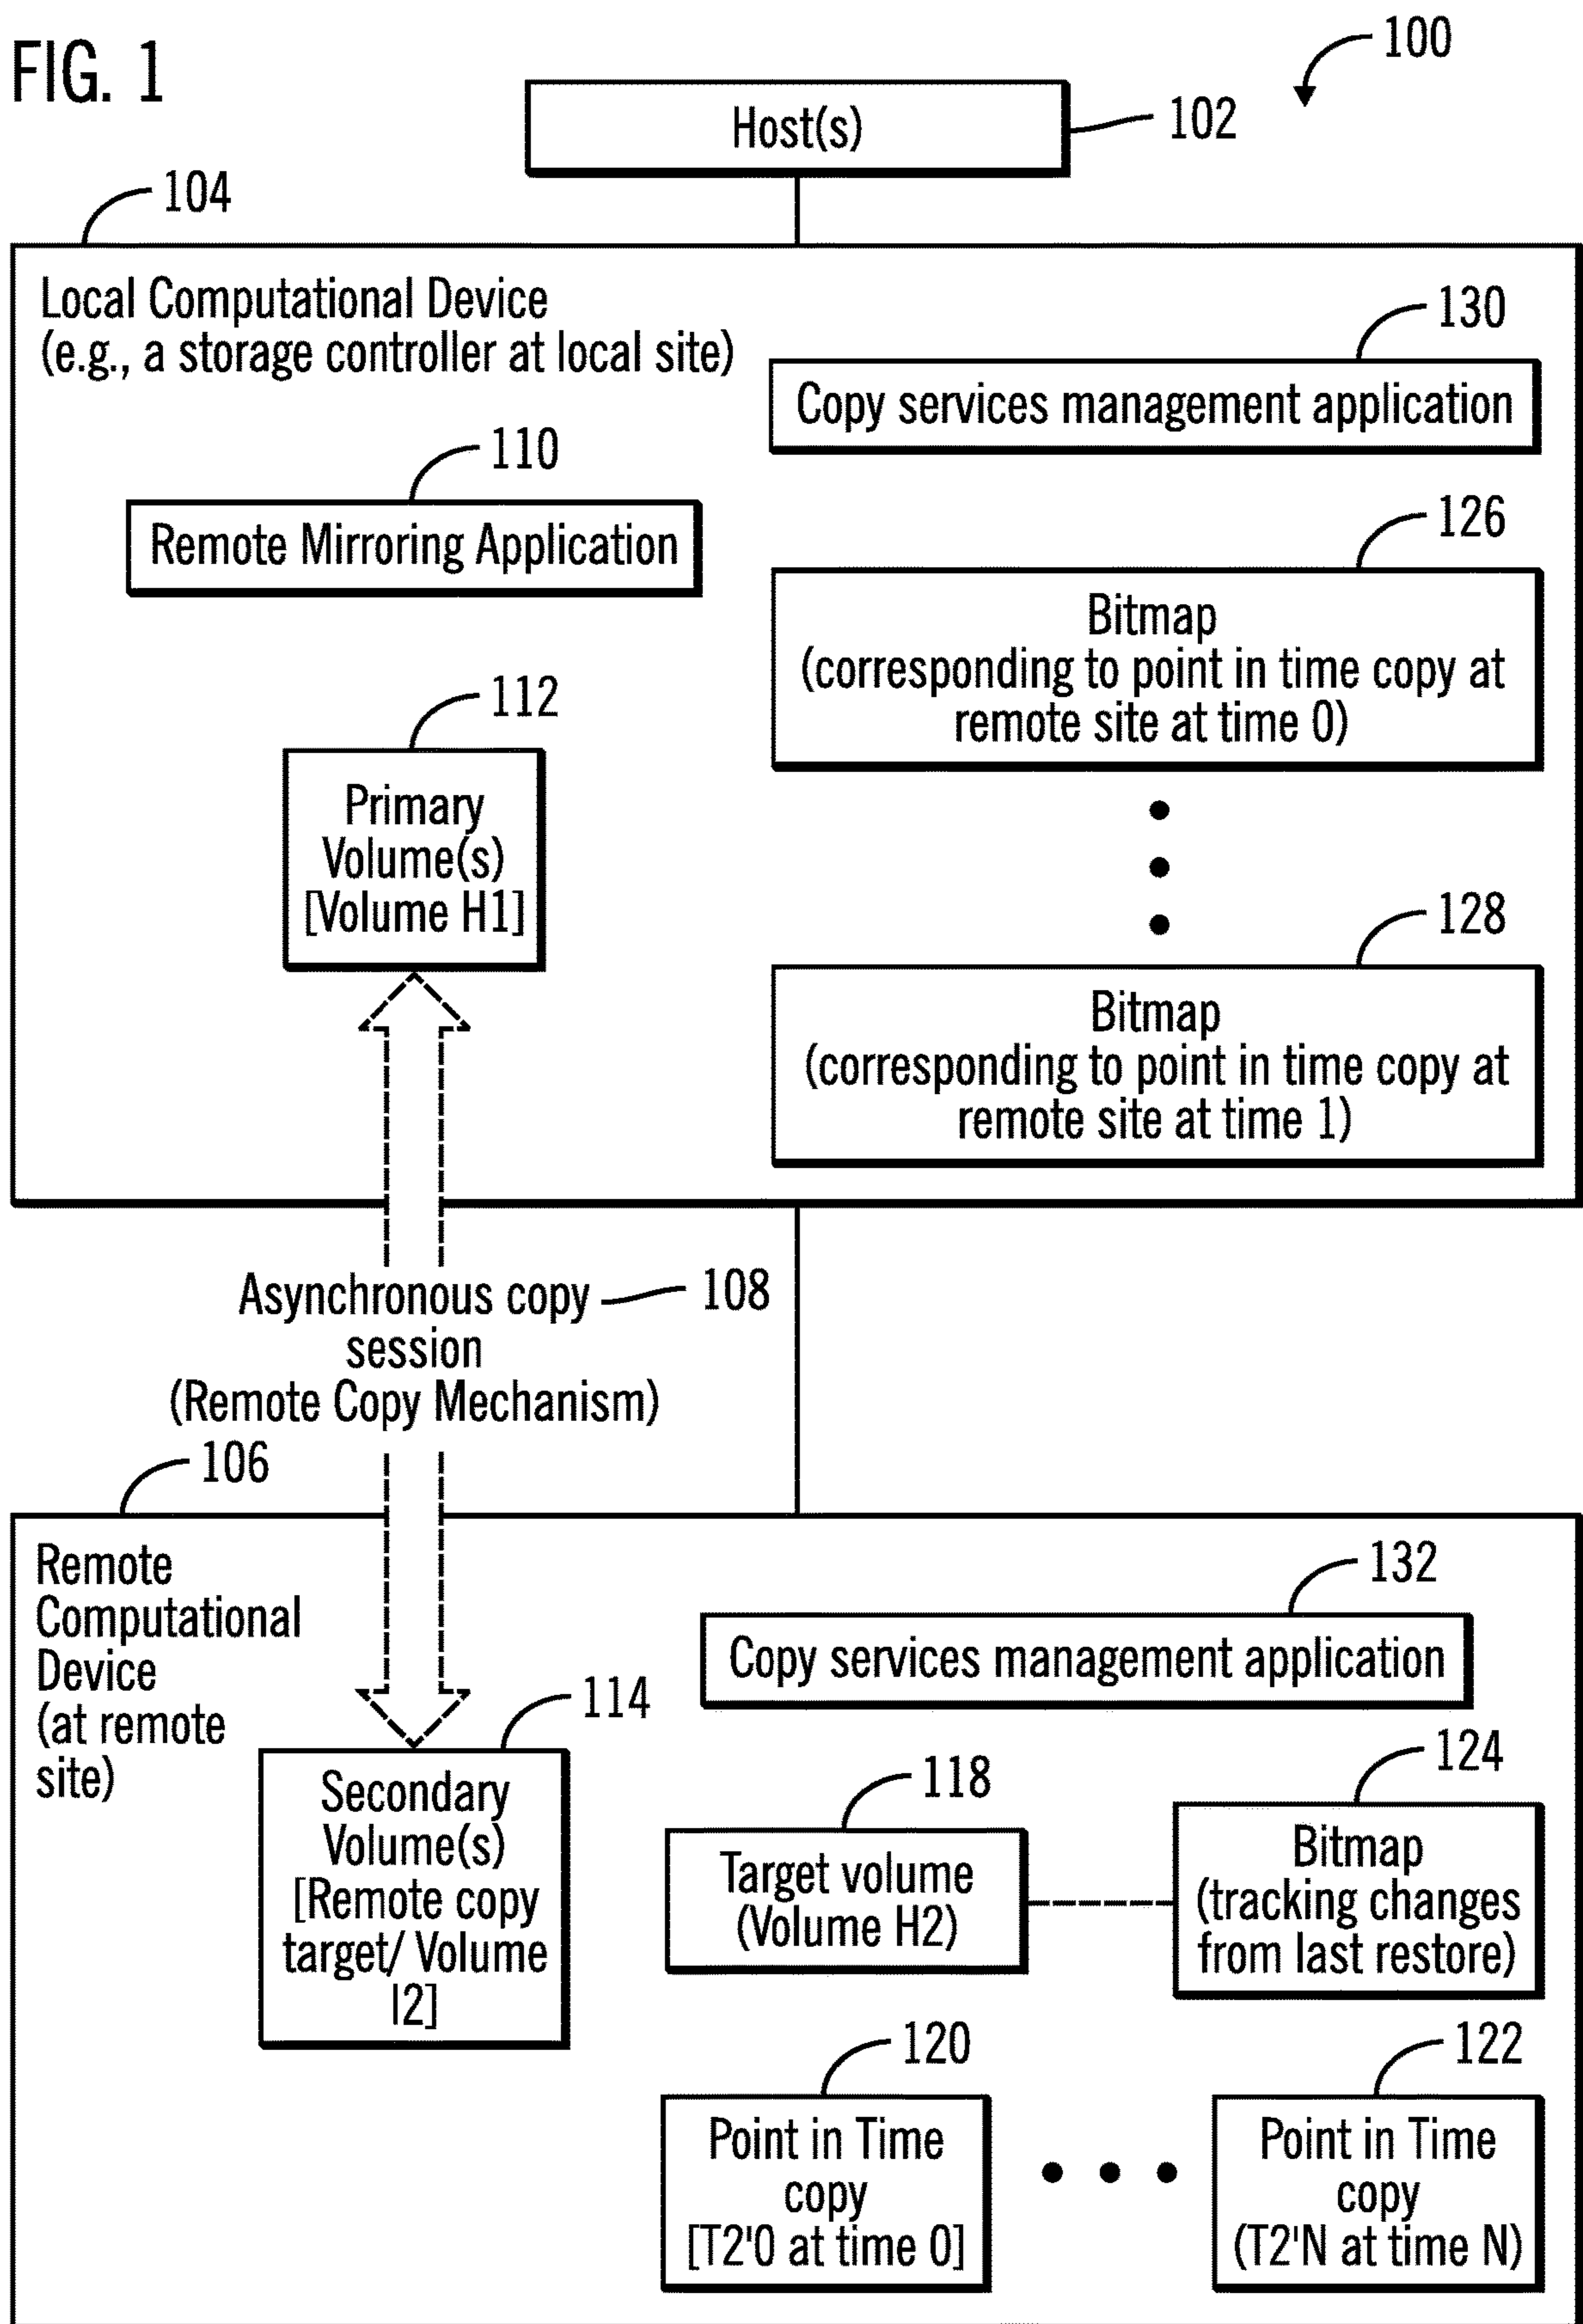 FIG. 1
100
Host(s)
102
104
Local Computational Device
(e.g., a storage controller at local site)
130
Copy services management application
110
Remote Mirroring Application
126
Bitmap
(corresponding to point in time copy at
remote site at time 0)
112
Primary
Volume(s)
[Volume H1]
128
Bitmap
(corresponding to point in time copy at
remote site at time 1)
Asynchronous copy
108
session
(Remote Copy Mechanism)
106
Remote
Computational
Device
(at remote
site)
132
Copy services management application
114
Secondary
Volume(s)
[Remote copy
target/ Volume
I2]
118
Target volume
(Volume H2)
124
Bitmap
(tracking changes
from last restore)
120
Point in Time
copy
[T2'0 at time 0]
122
Point in Time
copy
(T2'N at time N)